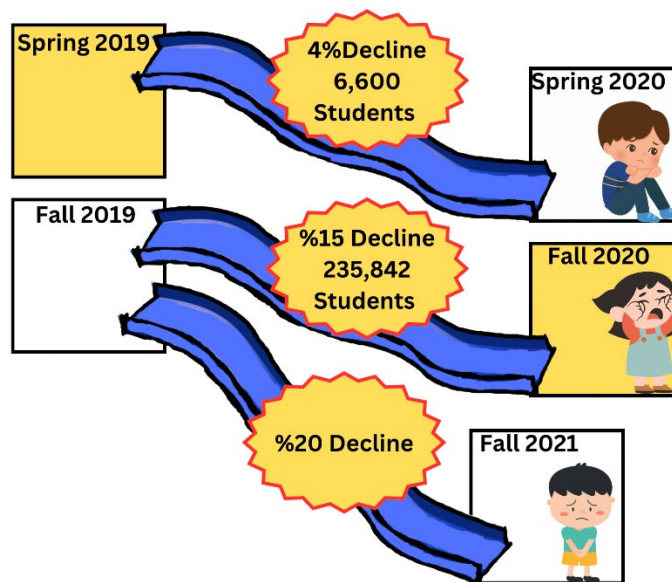 Spring 2019
4%Decline
6,600
Students
Spring 2020
Fall 2019
%15 Decline
235,842
Students
Fall 2020
%20 Decline
Fall 2021